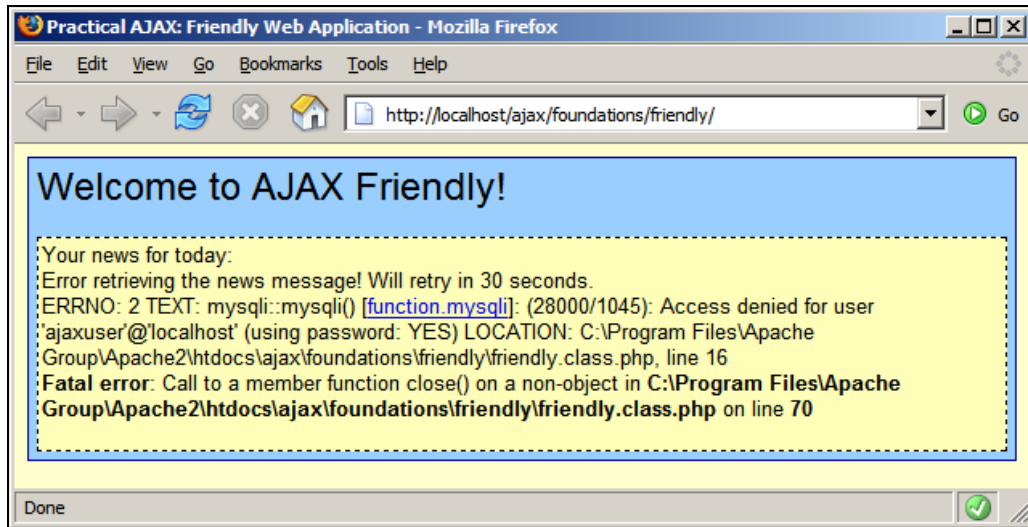 Practical AJAX: Friendly Web Application - Mozilla Firefox
File Edit View Go Bookmarks Tools Help
http://localhost/ajax/foundations/friendly/ Go
Welcome to AJAX Friendly!
Your news for today:
Error retrieving the news message! Will retry in 30 seconds.
ERRNO: 2 TEXT: mysqli::mysqli() [function.mysqli]: (28000/1045): Access denied for user
'ajaxuser'@'localhost' (using password: YES) LOCATION: C:\Program Files\Apache
Group\Apache2\htdocs\ajax\foundations\friendly\friendly.class.php, line 16
Fatal error: Call to a member function close() on a non-object in C:\Program Files\Apache
Group\Apache2\htdocs\ajax\foundations\friendly\friendly.class.php on line 70
Done